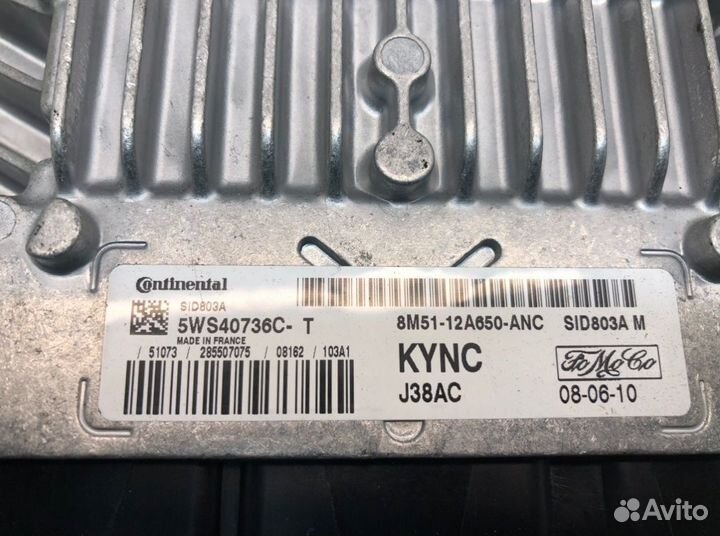 Continental
SID803A
5WS40736C- T
MADE IN FRANCE
/ 51073 / 285507075 / 08162 / 103A1
8M51-12A650-ANC SID803A M
KYNC
FoMoCo
J38AC
08-06-10
Avito